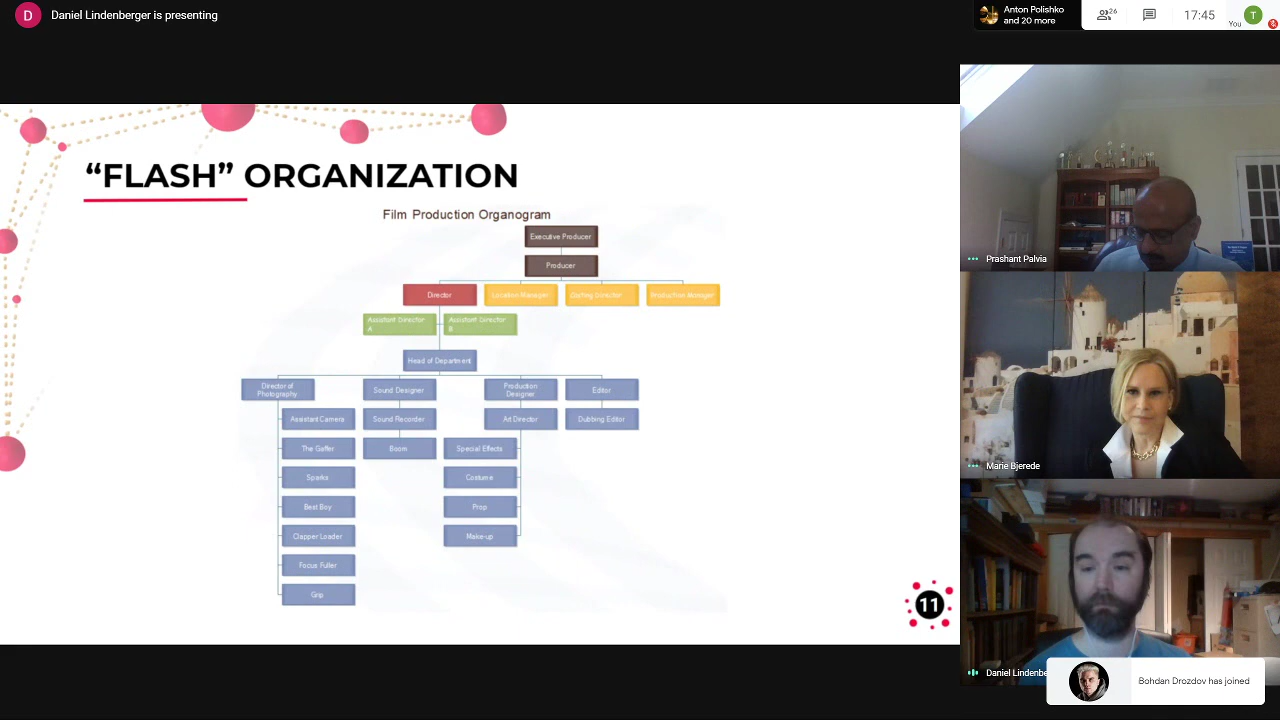 D
Daniel Lindenberger is presenting
Anton Polishko
and 20 more
26
17:45
You
T
"FLASH" ORGANIZATION
Film Production Organogram
Executive Producer
Producer
Director
Location Manager
Casting Director
Production Manager
Assistant Director
A
Assistant Director
B
Head of Department
Director of
Photography
Sound Designer
Production
Designer
Editor
Assistant Camera
Sound Recorder
Art Director
Dubbing Editor
The Gaffer
Boom
Special Effects
Sparks
Costume
Best Boy
Prop
Clapper Loader
Make-up
Focus Puller
Grip
11
Prashant Palvia
Marie Bjerede
Daniel Lindenbe
Bohdan Drozdov has joined